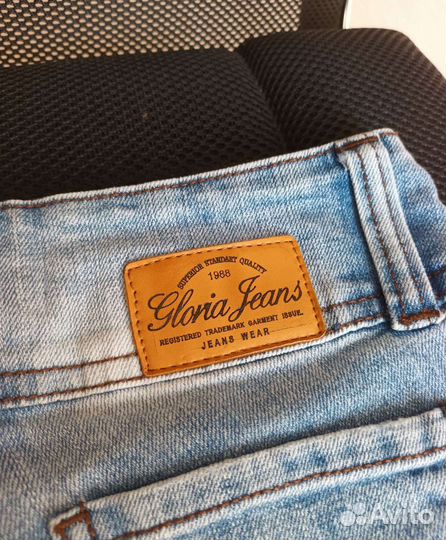 SUPERIOR STANDART QUALITY
1988
Gloria Jeans
REGISTERED TRADEMARK GARMENT ISSUE.
JEANS WEAR
Avito